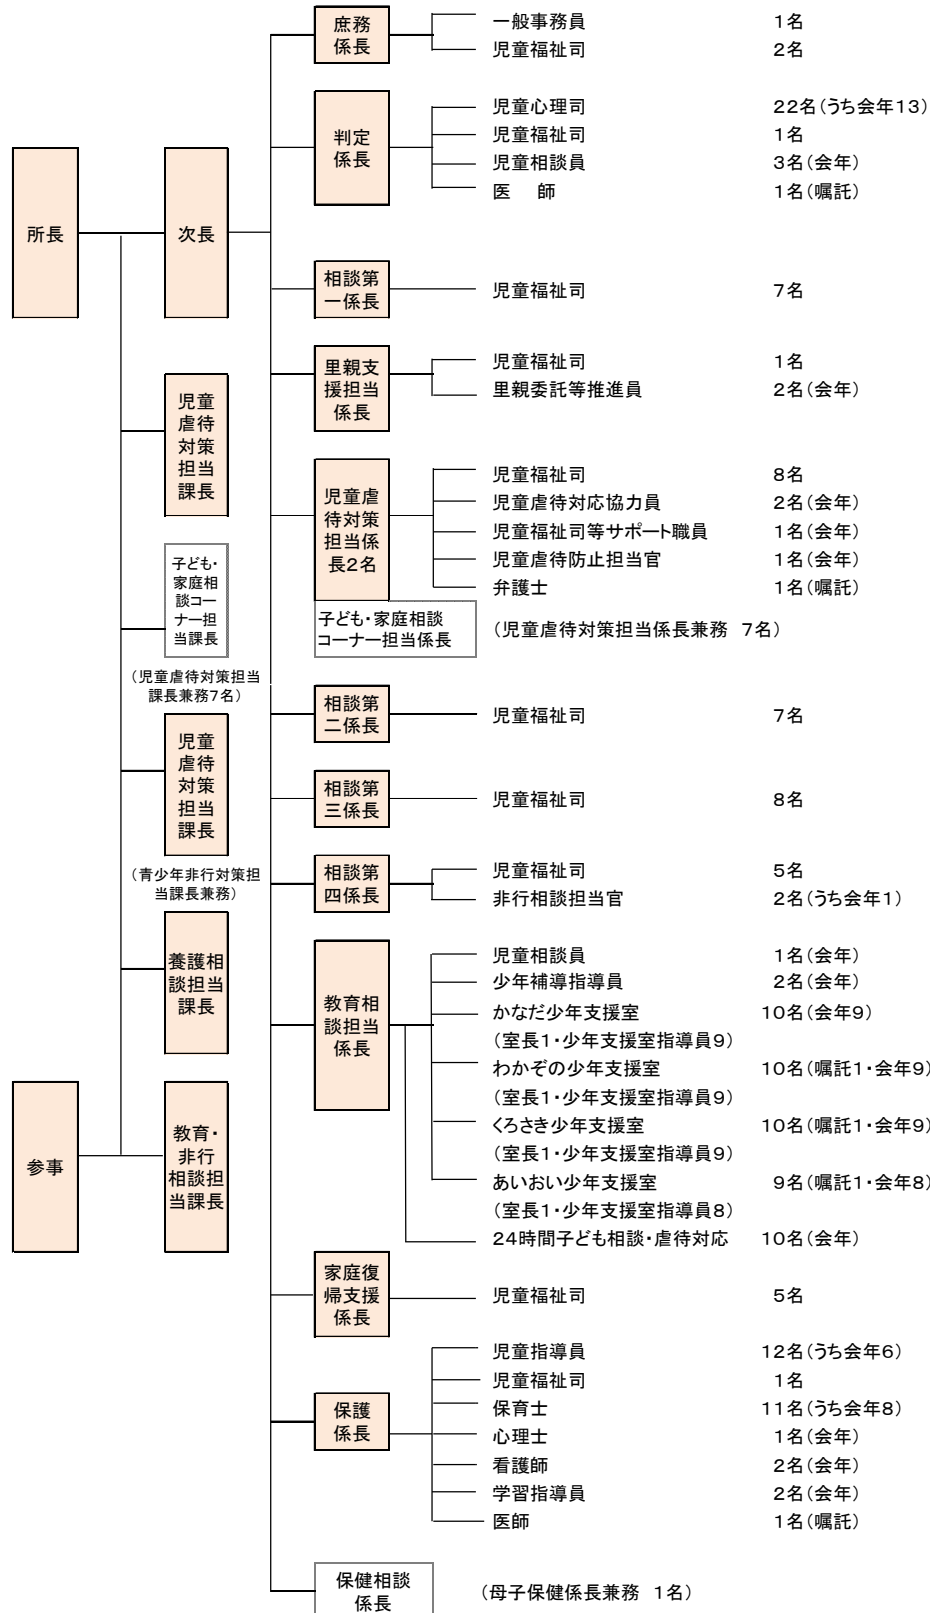 所長
次長
児童
虐待
対策
担当
課長
子ども・
家庭相
談コー
ナー担
当課長
(児童虐待対策担当
課長兼務7名)
児童
虐待
対策
担当
課長
(青少年非行対策担
当課長兼務)
養護相
談担当
課長
参事
教育・
非行
相談担
当課長
庶務
係長
一般事務員 1名
児童福祉司 2名
判定
係長
児童心理司 22名(うち会年13)
児童福祉司 1名
児童相談員 3名(会年)
医 師 1名(嘱託)
相談第
一係長
児童福祉司 7名
里親支
援担当
係長
児童福祉司 1名
里親委託等推進員 2名(会年)
児童虐
待対策
担当係
長2名
児童福祉司 8名
児童虐待対応協力員 2名(会年)
児童福祉司等サポート職員 1名(会年)
児童虐待防止担当官 1名(会年)
弁護士 1名(嘱託)
子ども・家庭相談
コーナー担当係長
(児童虐待対策担当係長兼務 7名)
相談第
二係長
児童福祉司 7名
相談第
三係長
児童福祉司 8名
相談第
四係長
児童福祉司 5名
非行相談担当官 2名(うち会年1)
教育相
談担当
係長
児童相談員 1名(会年)
少年補導指導員 2名(会年)
かなだ少年支援室 10名(会年9)
(室長1・少年支援室指導員9)
わかぞの少年支援室 10名(嘱託1・会年9)
(室長1・少年支援室指導員9)
くろさき少年支援室 10名(嘱託1・会年9)
(室長1・少年支援室指導員9)
あいおい少年支援室 9名(嘱託1・会年8)
(室長1・少年支援室指導員8)
24時間子ども相談・虐待対応 10名(会年)
家庭復
帰支援
係長
児童福祉司 5名
保護
係長
児童指導員 12名(うち会年6)
児童福祉司 1名
保育士 11名(うち会年8)
心理士 1名(会年)
看護師 2名(会年)
学習指導員 2名(会年)
医師 1名(嘱託)
保健相談
係長
(母子保健係長兼務 1名)